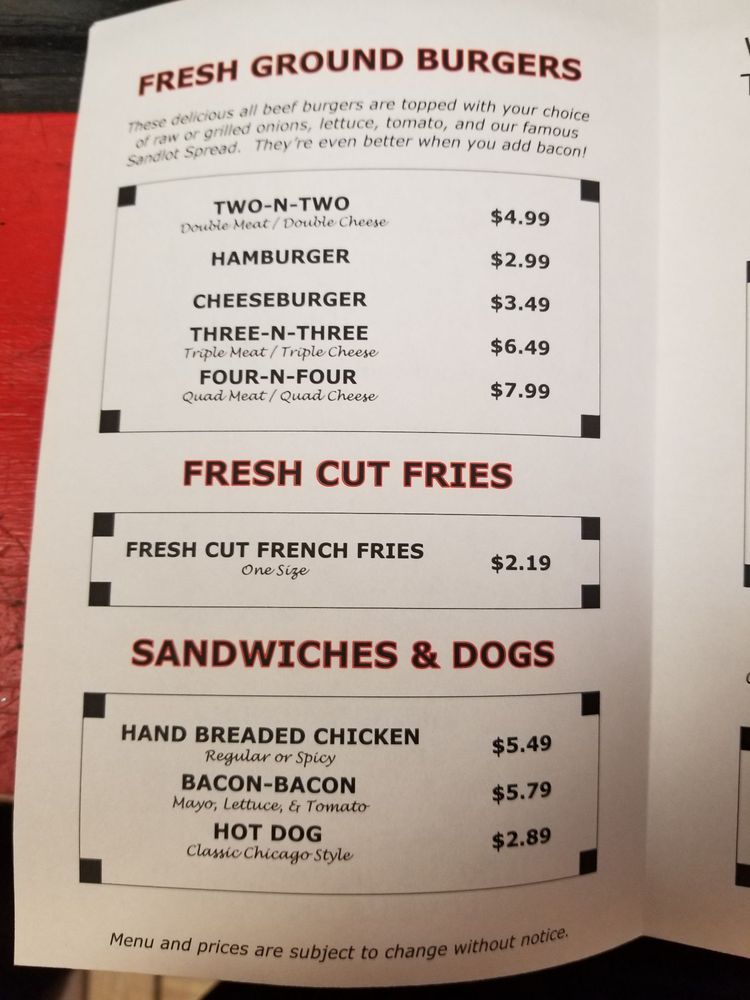 FRESH GROUND BURGERS
These delicious all beef burgers are topped with your choice
of raw or grilled onions, lettuce, tomato, and our famous
Sandlot Spread. They're even better when you add bacon!
TWO-N-TWO $4.99
Double Meat / Double Cheese
HAMBURGER $2.99
CHEESEBURGER $3.49
THREE-N-THREE $6.49
Triple Meat / Triple Cheese
FOUR-N-FOUR $7.99
Quad Meat / Quad Cheese
FRESH CUT FRIES
FRESH CUT FRENCH FRIES $2.19
One Size
SANDWICHES & DOGS
HAND BREADED CHICKEN $5.49
Regular or Spicy
BACON-BACON $5.79
Mayo, Lettuce, & Tomato
HOT DOG $2.89
Classic Chicago Style
Menu and prices are subject to change without notice.